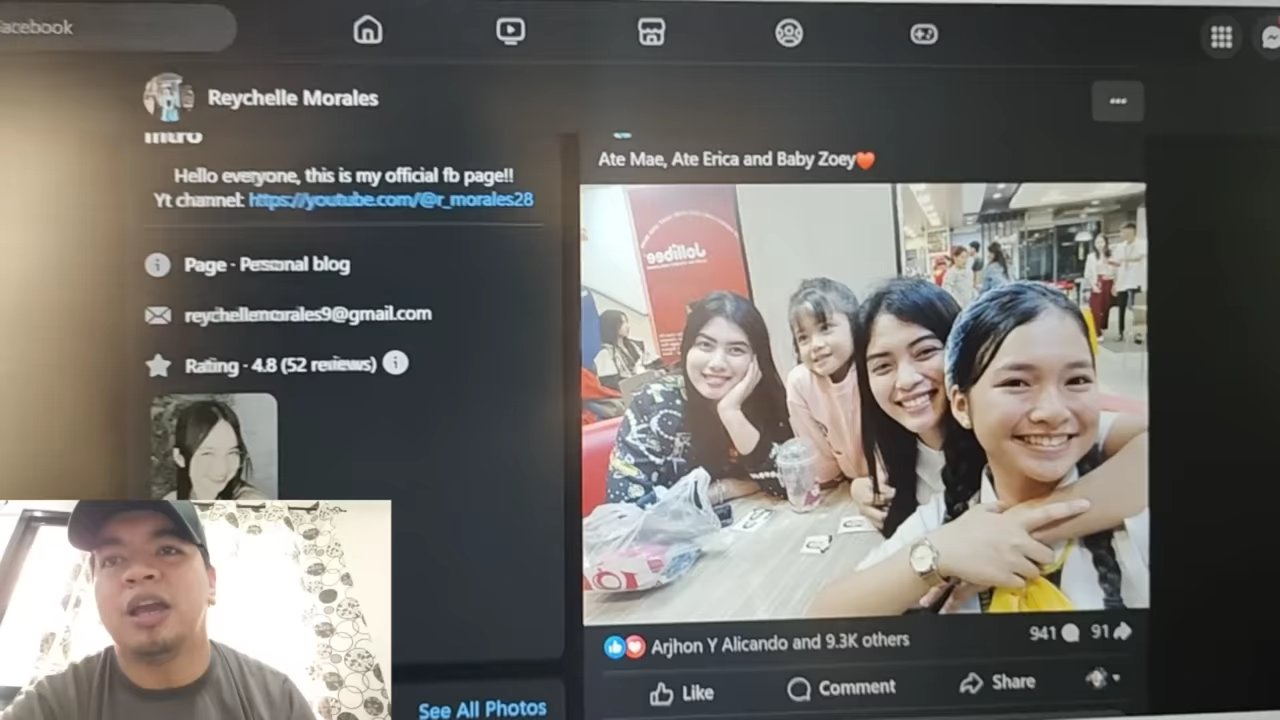 facebook
Reychelle Morales
Intro
Hello everyone, this is my official fb page!!
Yt channel: https://youtube.com/@r_morales28
Page · Personal blog
reychellemorales9@gmail.com
Rating · 4.8 (52 reviews)
See All Photos
Ate Mae, Ate Erica and Baby Zoey❤️
Jollibee
Arjhon Y Alicando and 9.3K others
941
91
Like
Comment
Share